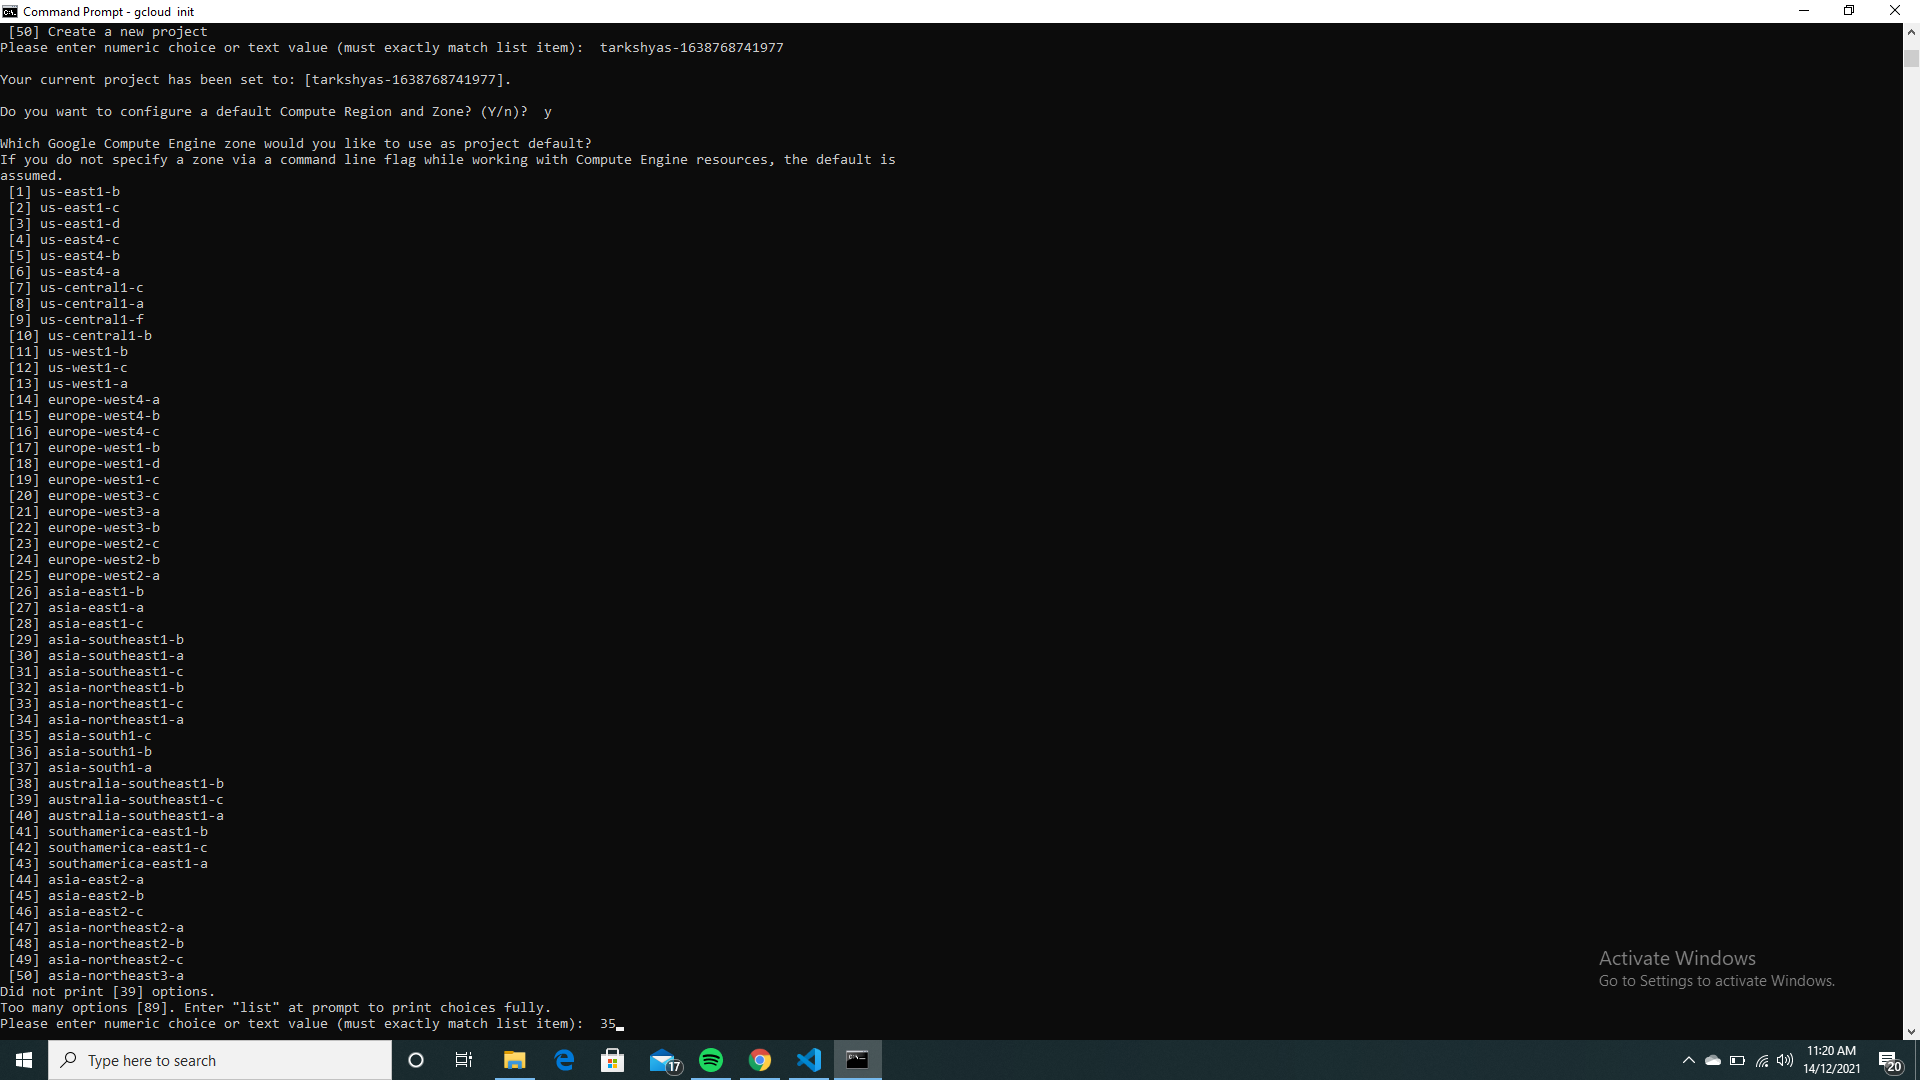 Command Prompt - gcloud  init
[50] Create a new project
Please enter numeric choice or text value (must exactly match list item):  tarkshyas-1638768741977
Your current project has been set to: [tarkshyas-1638768741977].
Do you want to configure a default Compute Region and Zone? (Y/n)?  y
Which Google Compute Engine zone would you like to use as project default?
If you do not specify a zone via a command line flag while working with Compute Engine resources, the default is
assumed.
[1] us-east1-b
[2] us-east1-c
[3] us-east1-d
[4] us-east4-c
[5] us-east4-b
[6] us-east4-a
[7] us-central1-c
[8] us-central1-a
[9] us-central1-f
[10] us-central1-b
[11] us-west1-b
[12] us-west1-c
[13] us-west1-a
[14] europe-west4-a
[15] europe-west4-b
[16] europe-west4-c
[17] europe-west1-b
[18] europe-west1-d
[19] europe-west1-c
[20] europe-west3-c
[21] europe-west3-a
[22] europe-west3-b
[23] europe-west2-c
[24] europe-west2-b
[25] europe-west2-a
[26] asia-east1-b
[27] asia-east1-a
[28] asia-east1-c
[29] asia-southeast1-b
[30] asia-southeast1-a
[31] asia-southeast1-c
[32] asia-northeast1-b
[33] asia-northeast1-c
[34] asia-northeast1-a
[35] asia-south1-c
[36] asia-south1-b
[37] asia-south1-a
[38] australia-southeast1-b
[39] australia-southeast1-c
[40] australia-southeast1-a
[41] southamerica-east1-b
[42] southamerica-east1-c
[43] southamerica-east1-a
[44] asia-east2-a
[45] asia-east2-b
[46] asia-east2-c
[47] asia-northeast2-a
[48] asia-northeast2-b
[49] asia-northeast2-c
[50] asia-northeast3-a
Did not print [39] options.
Too many options [89]. Enter "list" at prompt to print choices fully.
Please enter numeric choice or text value (must exactly match list item):  35
Activate Windows
Go to Settings to activate Windows.
Type here to search
17
11:20 AM
14/12/2021
20